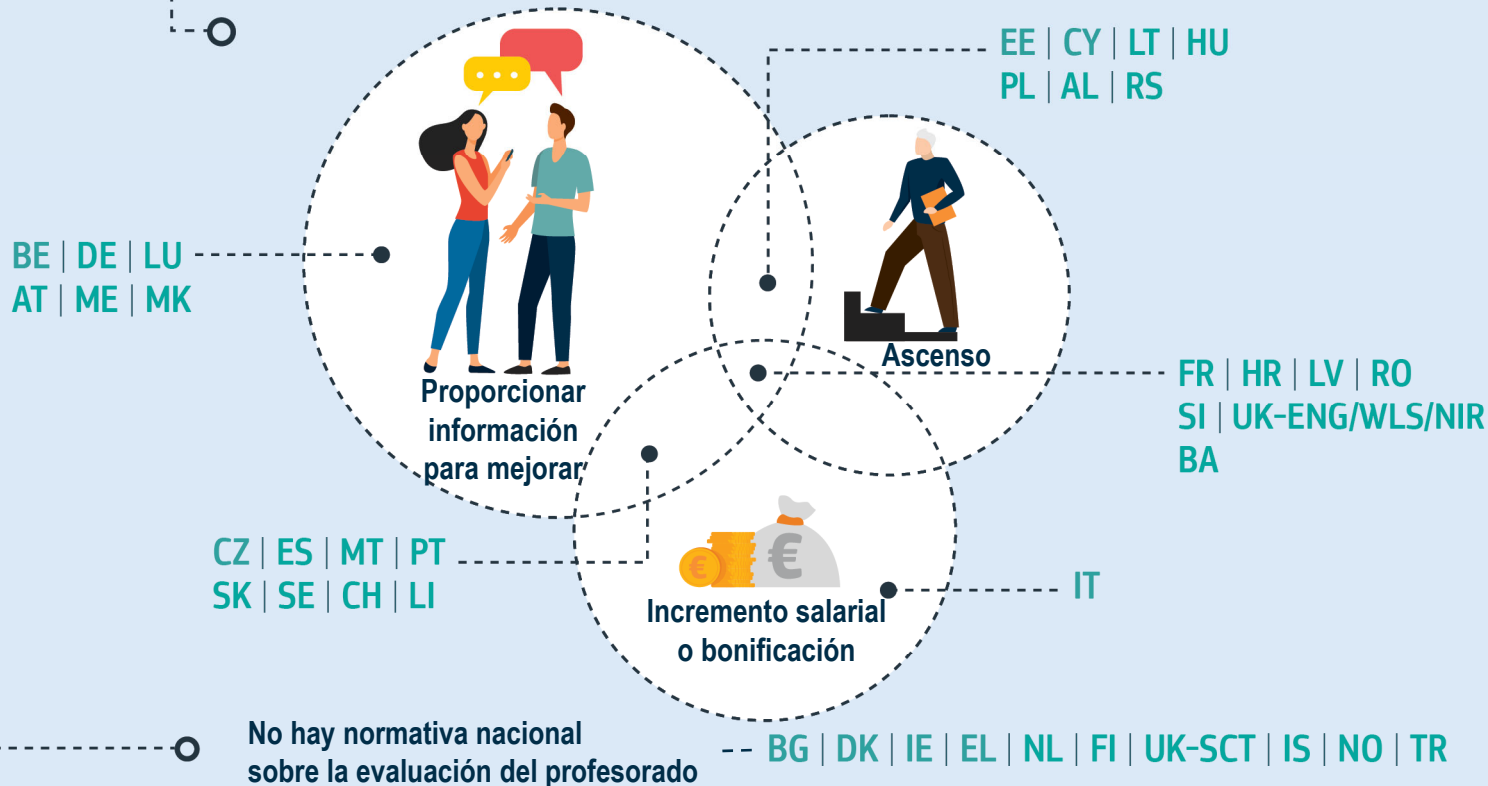 EE | CY | LT | HU
PL | AL | RS
BE | DE | LU
AT | ME | MK
Ascenso
Proporcionar
información
para mejorar
FR | HR | LV | RO
SI | UK-ENG/WLS/NIR
BA
CZ | ES | MT | PT
SK | SE | CH | LI
€
€
IT
Incremento salarial
o bonificación
No hay normativa nacional
sobre la evaluación del profesorado
BG | DK | IE | EL | NL | FI | UK-SCT | IS | NO | TR